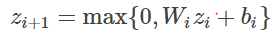 z_{i+1} = max{0, W_i z_i + b_i}